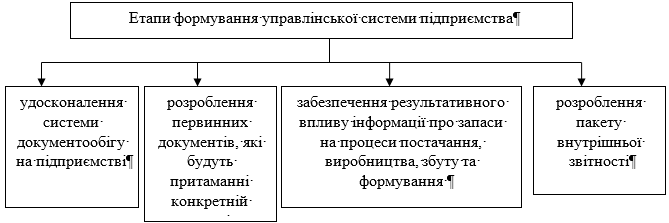 Етапи формування управлінської системи підприємства¶
удосконалення
системи
документообігу
на підприємстві¶
розроблення
первинних
документів, які
будуть
притаманні
конкретній
забезпечення результативного
впливу інформації про запаси
на процеси постачання,
виробництва, збуту та
формування ¶
розроблення
пакету
внутрішньої
звітності¶